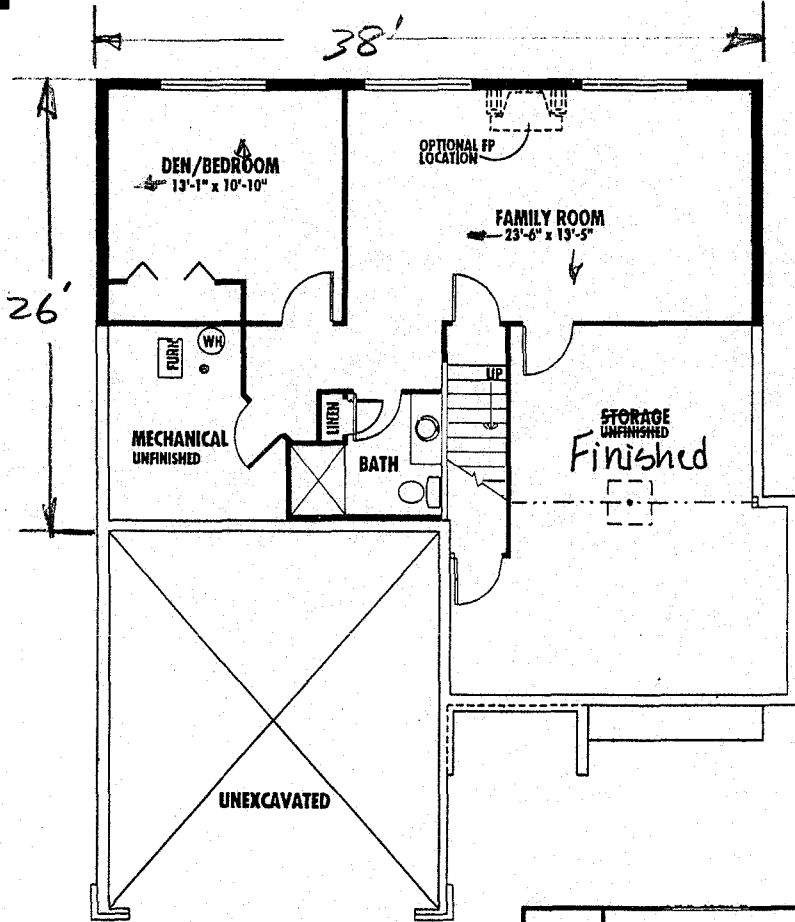 38'
OPTIONAL FP
LOCATION
DEN/BEDROOM
13'-1" x 10'-10"
FAMILY ROOM
23'-6" x 13'-5"
26'
FURN
WH
UP
LINEN
MECHANICAL
UNFINISHED
BATH
STORAGE
UNFINISHED
Finished
UNEXCAVATED